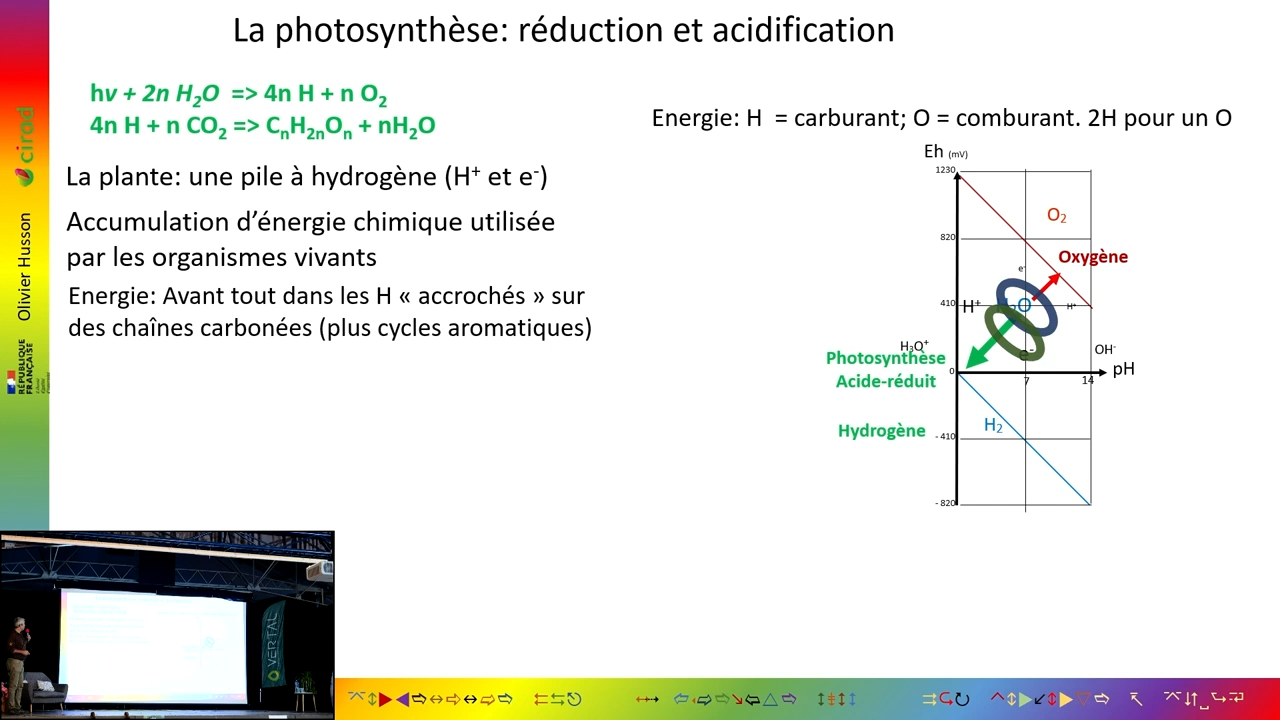 La photosynthèse: réduction et acidification
hv + 2n H₂O => 4n H + n O₂
4n H + n CO₂ => CₙH₂ₙOₙ + nH₂O
La plante: une pile à hydrogène (H⁺ et e⁻)
Accumulation d’énergie chimique utilisée
par les organismes vivants
Energie: Avant tout dans les H « accrochés » sur
des chaînes carbonées (plus cycles aromatiques)
Energie: H = carburant; O = comburant. 2H pour un O
Eh (mV)
1230
O₂
820
Oxygène
e⁻
410
H⁺
H₂O
H⁺
H₃O⁺
e⁻
OH⁻
Photosynthèse
Acide-réduit
0
7
14
pH
H₂
Hydrogène
- 410
- 820
cirad
Olivier Husson
RÉPUBLIQUE
FRANÇAISE
VERTAL